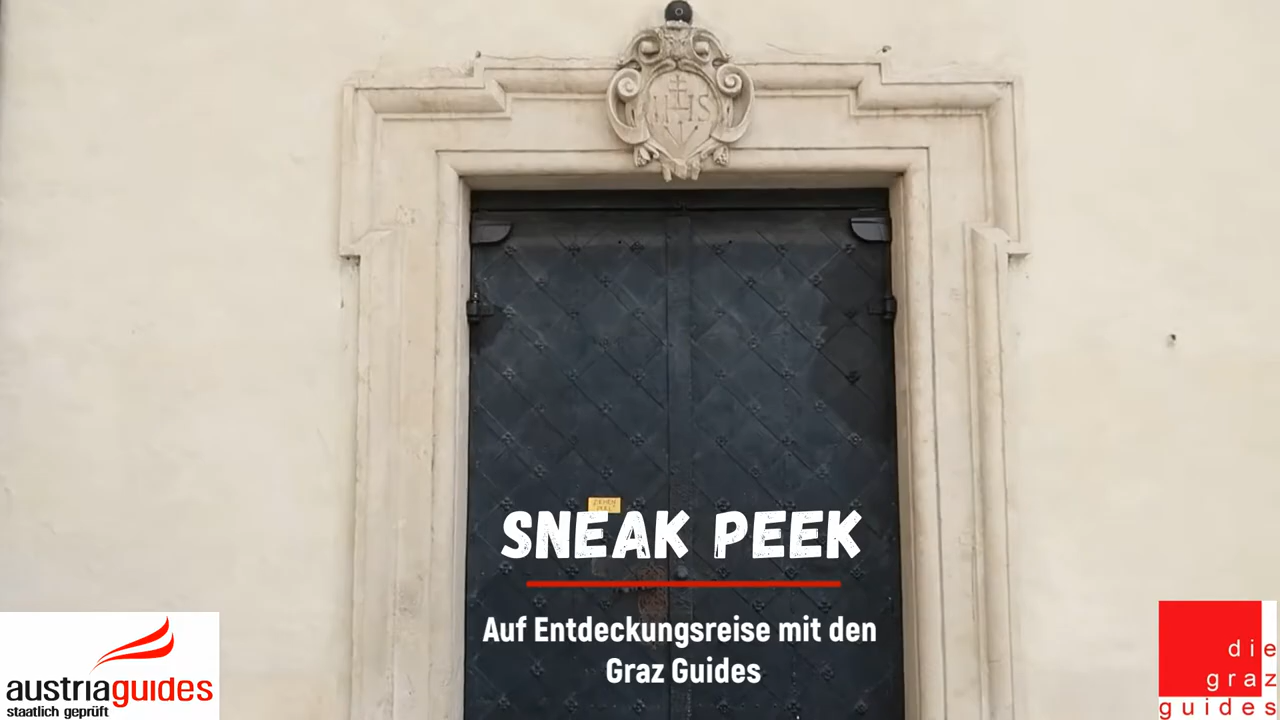 IHS
SNEAK PEEK
Auf Entdeckungsreise mit den
Graz Guides
austriaguides
staatlich geprüft
die
graz
guides